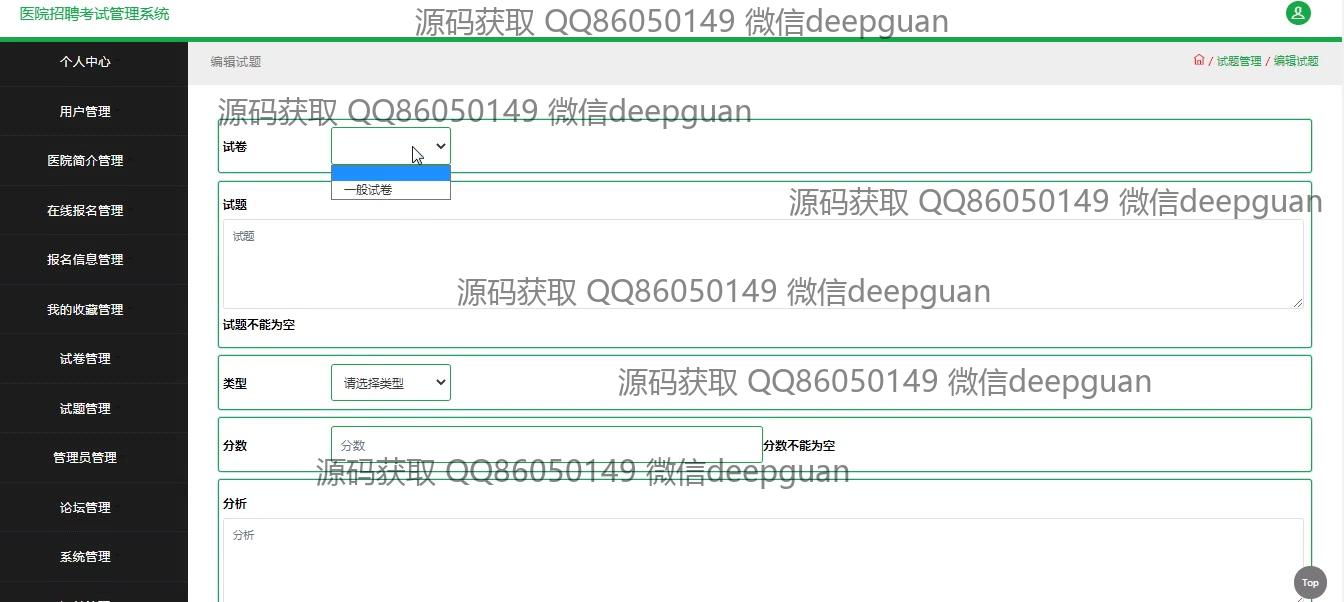 医院招聘考试管理系统
源码获取 QQ86050149 微信deepguan
个人中心
编辑试题
/ 试题管理 / 编辑试题
用户管理
源码获取 QQ86050149 微信deepguan
试卷
医院简介管理
一般试卷
在线报名管理
试题
源码获取 QQ86050149 微信deepguan
试题
报名信息管理
源码获取 QQ86050149 微信deepguan
我的收藏管理
试题不能为空
试卷管理
类型
请选择类型
源码获取 QQ86050149 微信deepguan
试题管理
分数
分数
分数不能为空
管理员管理
源码获取 QQ86050149 微信deepguan
论坛管理
分析
分析
系统管理
Top